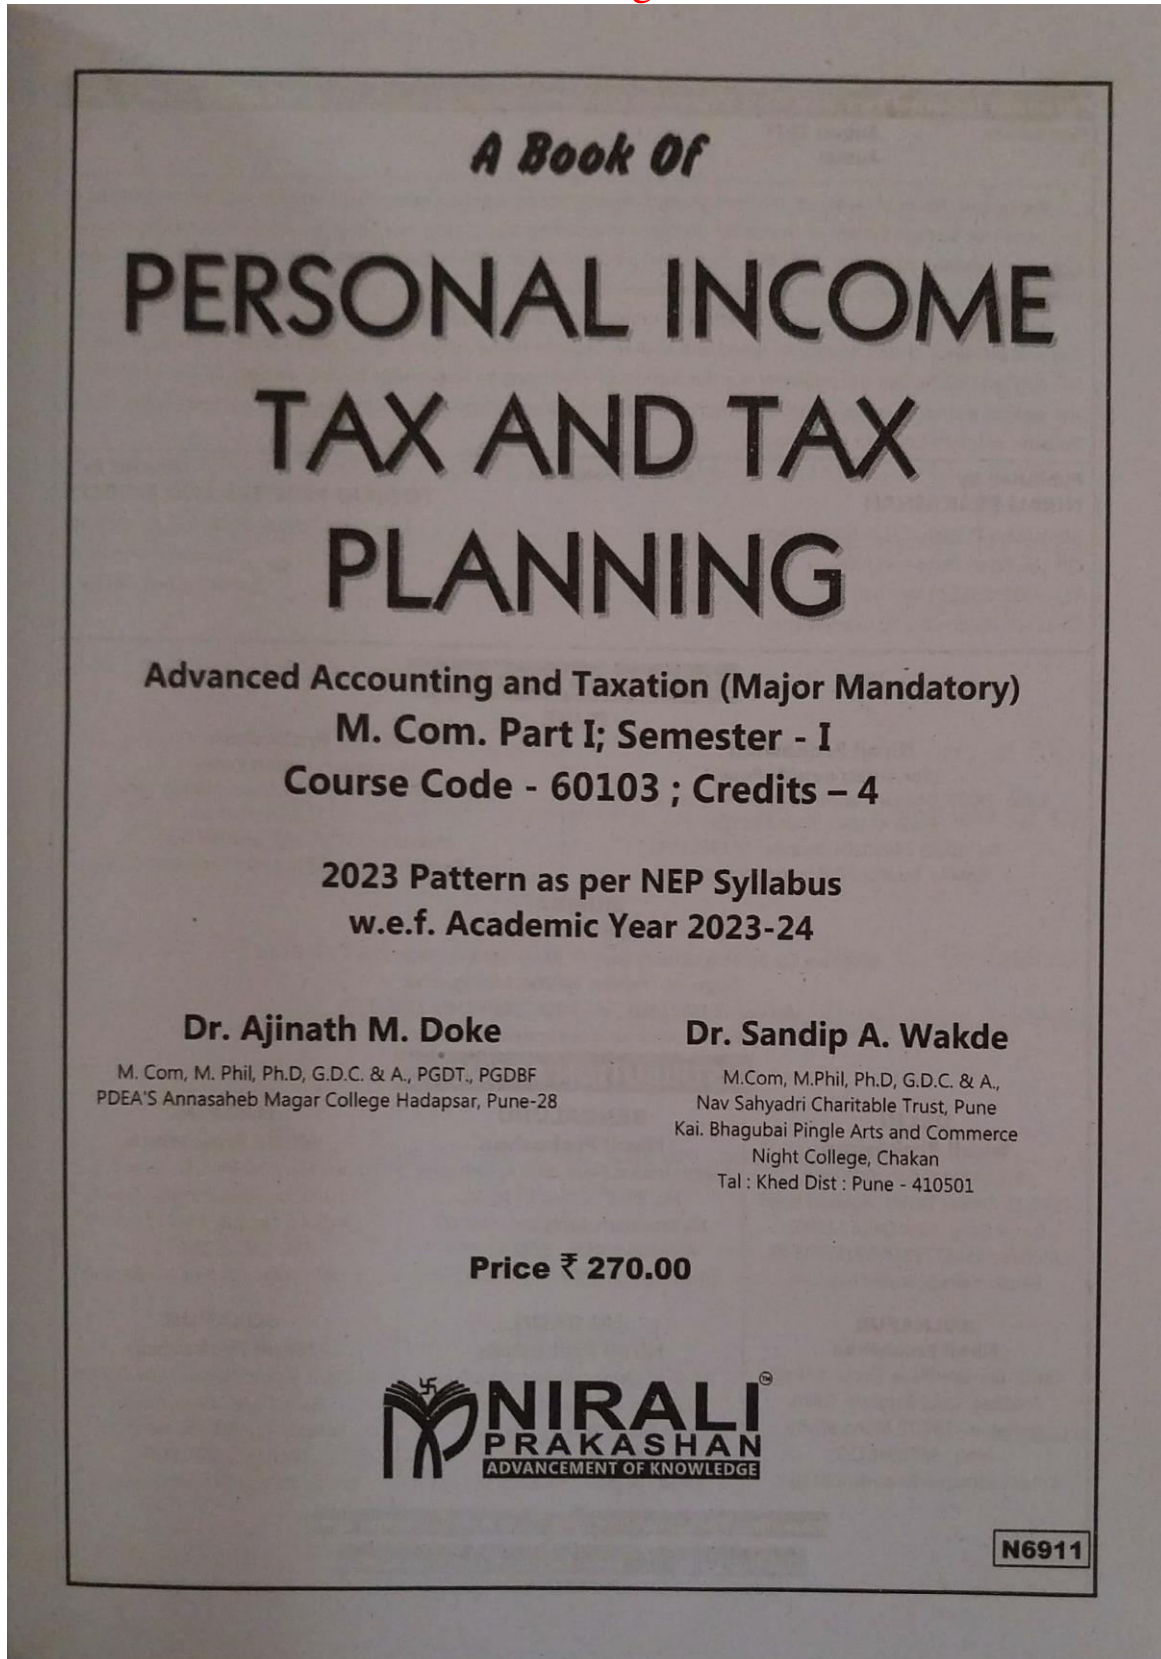 A Book Of
PERSONAL INCOME
TAX AND TAX
PLANNING
Advanced Accounting and Taxation (Major Mandatory)
M. Com. Part I; Semester - I
Course Code - 60103 ; Credits – 4
2023 Pattern as per NEP Syllabus
w.e.f. Academic Year 2023-24
Dr. Ajinath M. Doke
M. Com, M. Phil, Ph.D, G.D.C. & A., PGDT., PGDBF
PDEA'S Annasaheb Magar College Hadapsar, Pune-28
Dr. Sandip A. Wakde
M.Com, M.Phil, Ph.D, G.D.C. & A.,
Nav Sahyadri Charitable Trust, Pune
Kai. Bhagubai Pingle Arts and Commerce
Night College, Chakan
Tal : Khed Dist : Pune - 410501
Price ₹ 270.00
NIRALI
TM
PRAKASHAN
ADVANCEMENT OF KNOWLEDGE
N6911